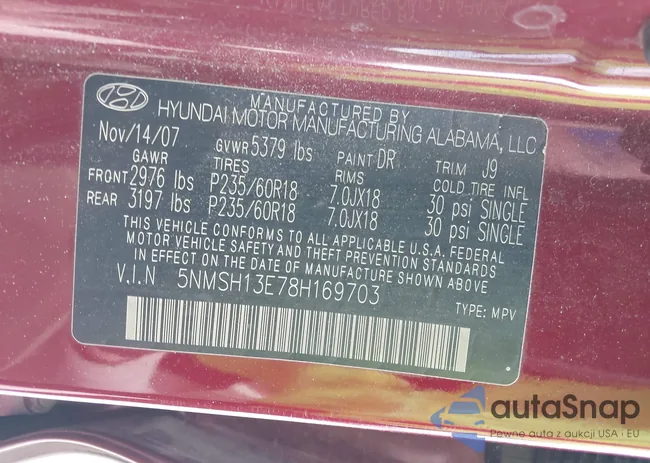 MANUFACTURED BY
HYUNDAI MOTOR MANUFACTURING ALABAMA, LLC
Nov/14/07 GVWR 5379 lbs PAINT DR TRIM J9
GAWR TIRES RIMS COLD TIRE INFL
FRONT 2976 lbs P235/60R18 7.0JX18 30 psi SINGLE
REAR 3197 lbs P235/60R18 7.0JX18 30 psi SINGLE
THIS VEHICLE CONFORMS TO ALL APPLICABLE U.S.A. FEDERAL
MOTOR VEHICLE SAFETY AND THEFT PREVENTION STANDARDS
IN EFFECT ON THE DATE OF MANUFACTURE SHOWN ABOVE
V.I.N 5NMSH13E78H169703
TYPE: MPV
autaSnap
Pewne auta z aukcji USA i EU